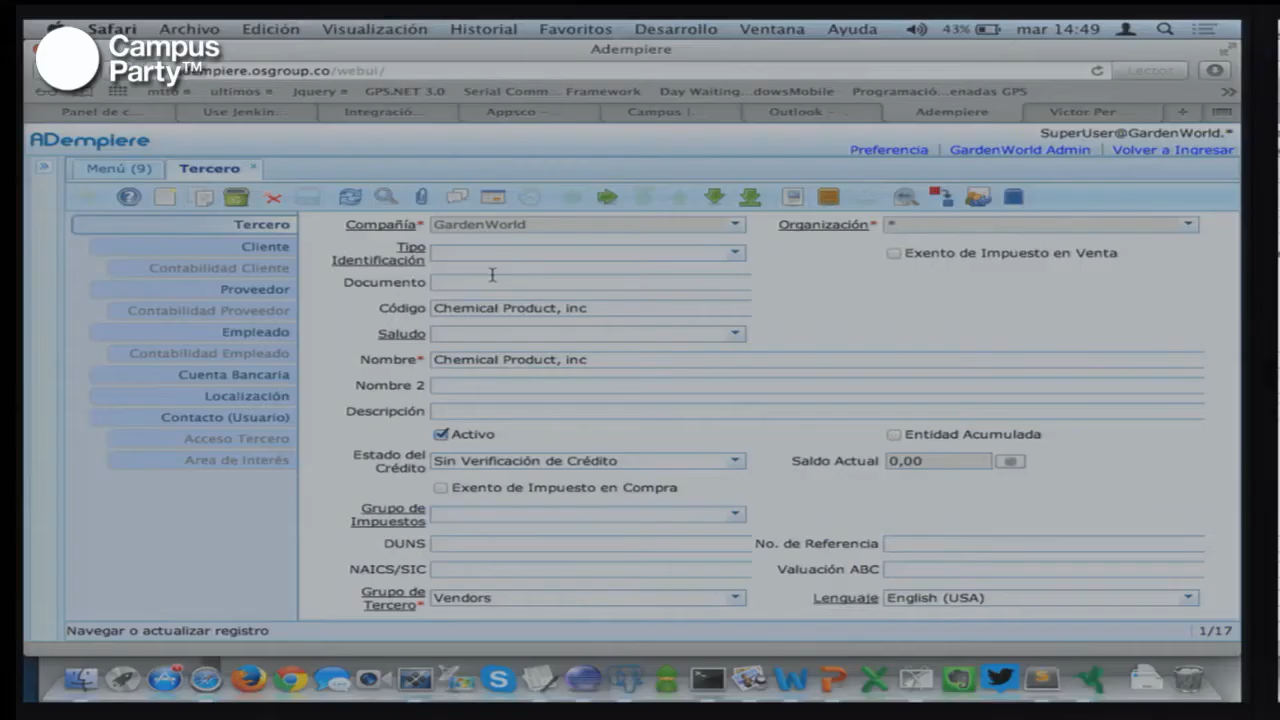 Safari Archivo Edición Visualización Historial Favoritos Desarrollo Ventana Ayuda 43% mar 14:49
Campus
Party™
Adempiere
dempiere.osgroup.co/webui/ Lector
ultimos Jquery GPS.NET 3.0 Serial Comm... Framework Day Waiting...dowsMobile Programació...enadas GPS
Panel de c... Use Jenkin... Integració... Appsco – Campus | Outlook – Adempiere Victor Per...
ADempiere
SuperUser@GardenWorld.*
Preferencia | GardenWorld Admin | Volver a Ingresar
Menú (9) Tercero
Tercero
Cliente
Contabilidad Cliente
Proveedor
Contabilidad Proveedor
Empleado
Contabilidad Empleado
Cuenta Bancaria
Localización
Contacto (Usuario)
Acceso Tercero
Area de Interés
Compañía* GardenWorld Organización* *
Tipo
Identificación Exento de Impuesto en Venta
Documento
Código Chemical Product, inc
Saludo
Nombre* Chemical Product, inc
Nombre 2
Descripción
Activo Entidad Acumulada
Estado del
Crédito Sin Verificación de Crédito Saldo Actual 0,00
Exento de Impuesto en Compra
Grupo de
Impuestos
DUNS No. de Referencia
NAICS/SIC Valuación ABC
Grupo de
Tercero* Vendors Lenguaje English (USA)
Navegar o actualizar registro 1/17